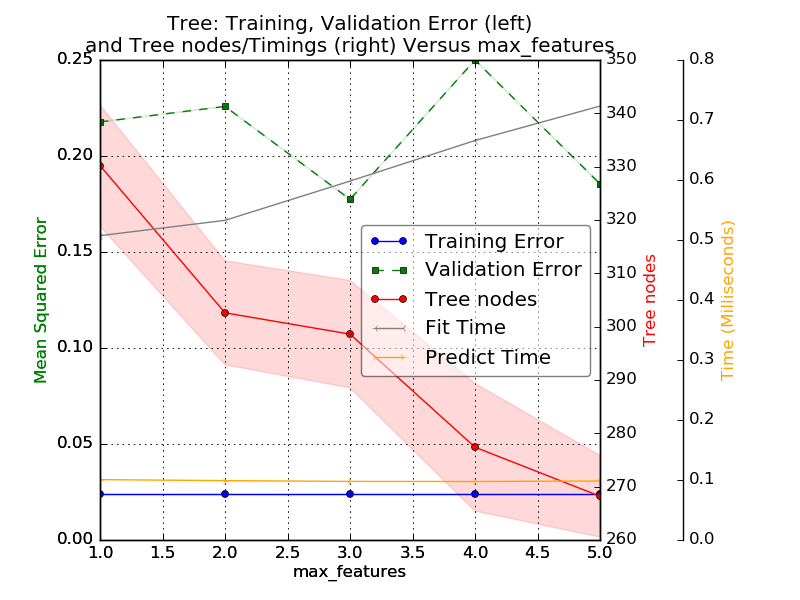 Tree: Training, Validation Error (left)
and Tree nodes/Timings (right) Versus max_features
0.25
0.20
0.15
0.10
0.05
0.00
Mean Squared Error
1.0 1.5 2.0 2.5 3.0 3.5 4.0 4.5 5.0
max_features
Training Error
Validation Error
Tree nodes
Fit Time
Predict Time
350
340
330
320
310
300
290
280
270
260
Tree nodes
0.8
0.7
0.6
0.5
0.4
0.3
0.2
0.1
0.0
Time (Milliseconds)